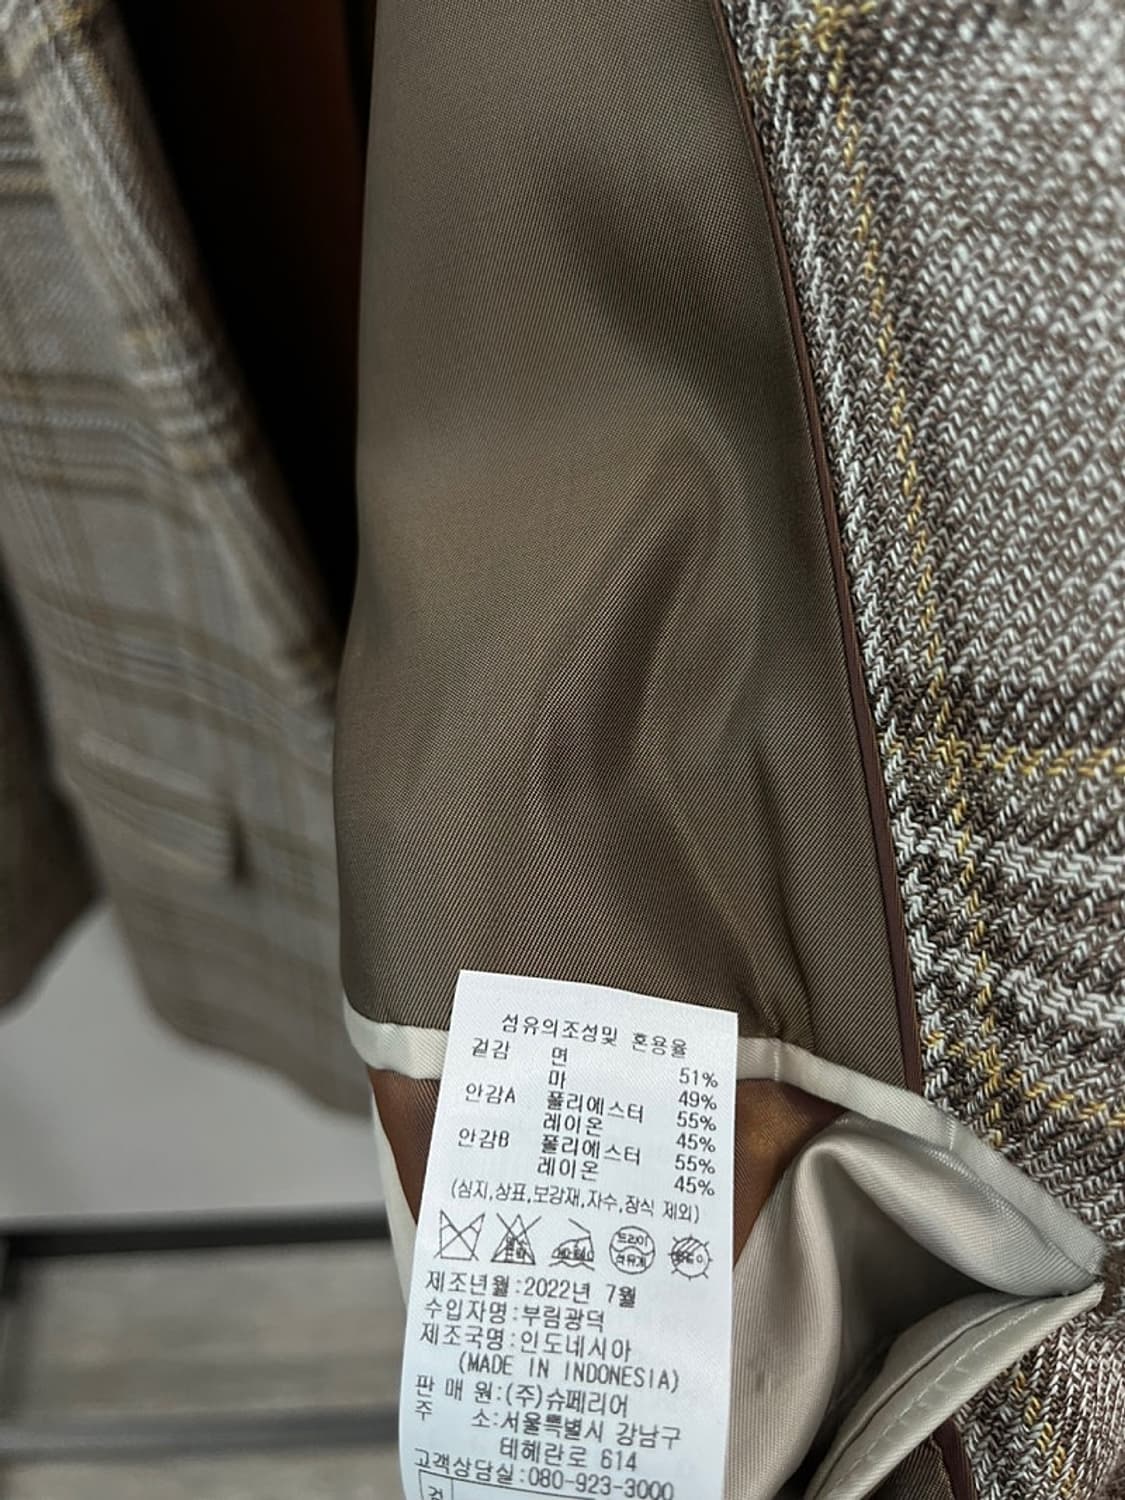 섬유의조성및 혼용율
겉감 면 51%
마 49%
안감A 폴리에스터 55%
레이온 45%
안감B 폴리에스터 55%
레이온 45%
(심지,상표,보강재,자수,장식 제외)
드라이
석유계
제조년월:2022년 7월
수입자명:부림광덕
제조국명:인도네시아
(MADE IN INDONESIA)
판 매 원:(주)슈페리어
주 소:서울특별시 강남구
테헤란로 614
고객상담실:080-923-3000